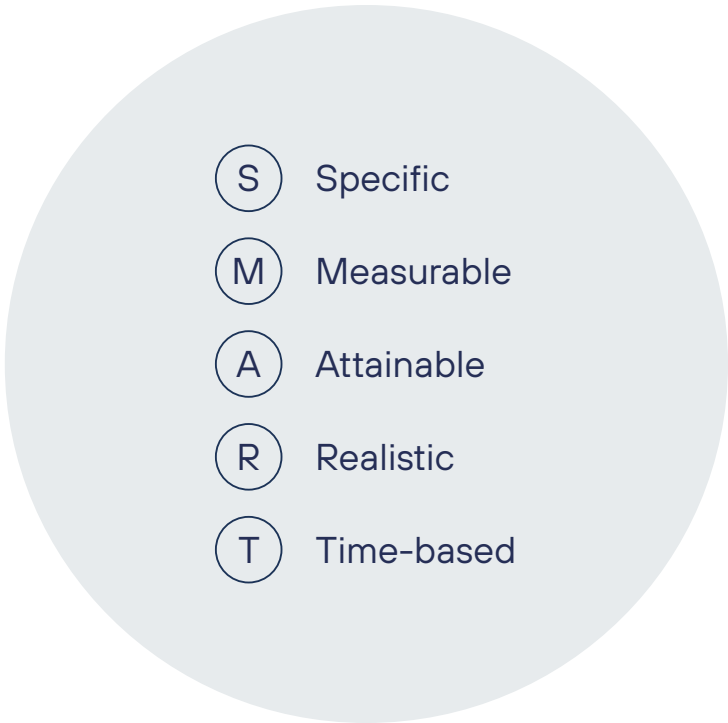 S Specific
M Measurable
A Attainable
R Realistic
T Time-based